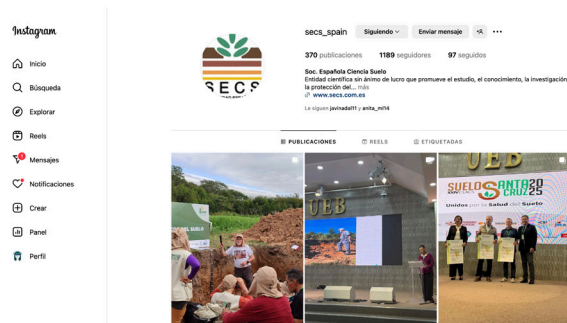 Instagram
Inicio
Búsqueda
Explorar
Reels
Mensajes
Notificaciones
Crear
Panel
Perfil
secs_spain Siguiendo Enviar mensaje
370 publicaciones 1189 seguidores 97 seguidos
Soc. Española Ciencia Suelo
Entidad científica sin ánimo de lucro que promueve el estudio, el conocimiento, la investigación
la protección del... más
www.secs.com.es
Le siguen javinadal11 y anita_ml14
SECS
PUBLICACIONES REELS ETIQUETADAS
DEL SUELO
UEB
UEB
SUELO SANTA CRUZ 2025
Unidos por la Salud del Suelo